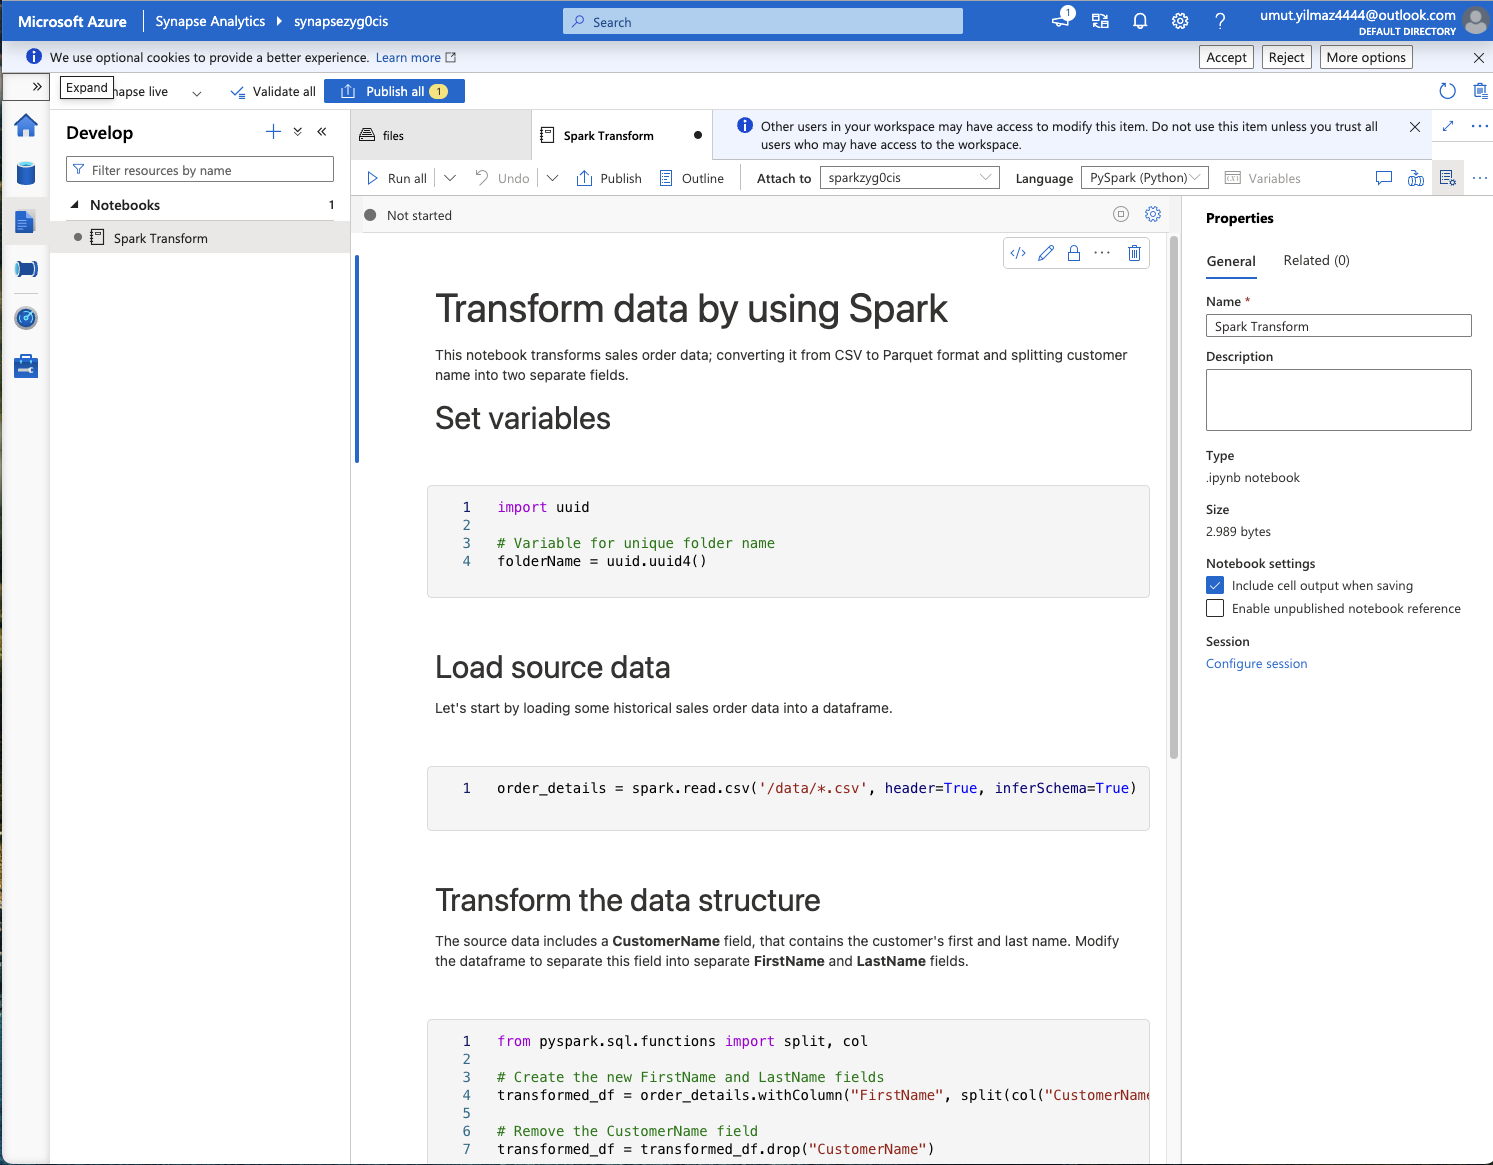 Microsoft Azure
Synapse Analytics
synapsezyg0cis
Search
1
umut.yilmaz4444@outlook.com
DEFAULT DIRECTORY
We use optional cookies to provide a better experience. Learn more
Accept
Reject
More options
Expand
napse live
Validate all
Publish all 1
Develop
Filter resources by name
Notebooks 1
Spark Transform
files
Spark Transform
Other users in your workspace may have access to modify this item. Do not use this item unless you trust all
users who may have access to the workspace.
Run all
Undo
Publish
Outline
Attach to
sparkzyg0cis
Language
PySpark (Python)
Variables
Not started
Transform data by using Spark
This notebook transforms sales order data; converting it from CSV to Parquet format and splitting customer
name into two separate fields.
Set variables
1 import uuid
2
3 # Variable for unique folder name
4 folderName = uuid.uuid4()
Load source data
Let's start by loading some historical sales order data into a dataframe.
1 order_details = spark.read.csv('/data/*.csv', header=True, inferSchema=True)
Transform the data structure
The source data includes a CustomerName field, that contains the customer's first and last name. Modify
the dataframe to separate this field into separate FirstName and LastName fields.
1 from pyspark.sql.functions import split, col
2
3 # Create the new FirstName and LastName fields
4 transformed_df = order_details.withColumn("FirstName", split(col("CustomerName
5
6 # Remove the CustomerName field
7 transformed_df = transformed_df.drop("CustomerName")
Properties
General
Related (0)
Name *
Spark Transform
Description
Type
.ipynb notebook
Size
2.989 bytes
Notebook settings
Include cell output when saving
Enable unpublished notebook reference
Session
Configure session